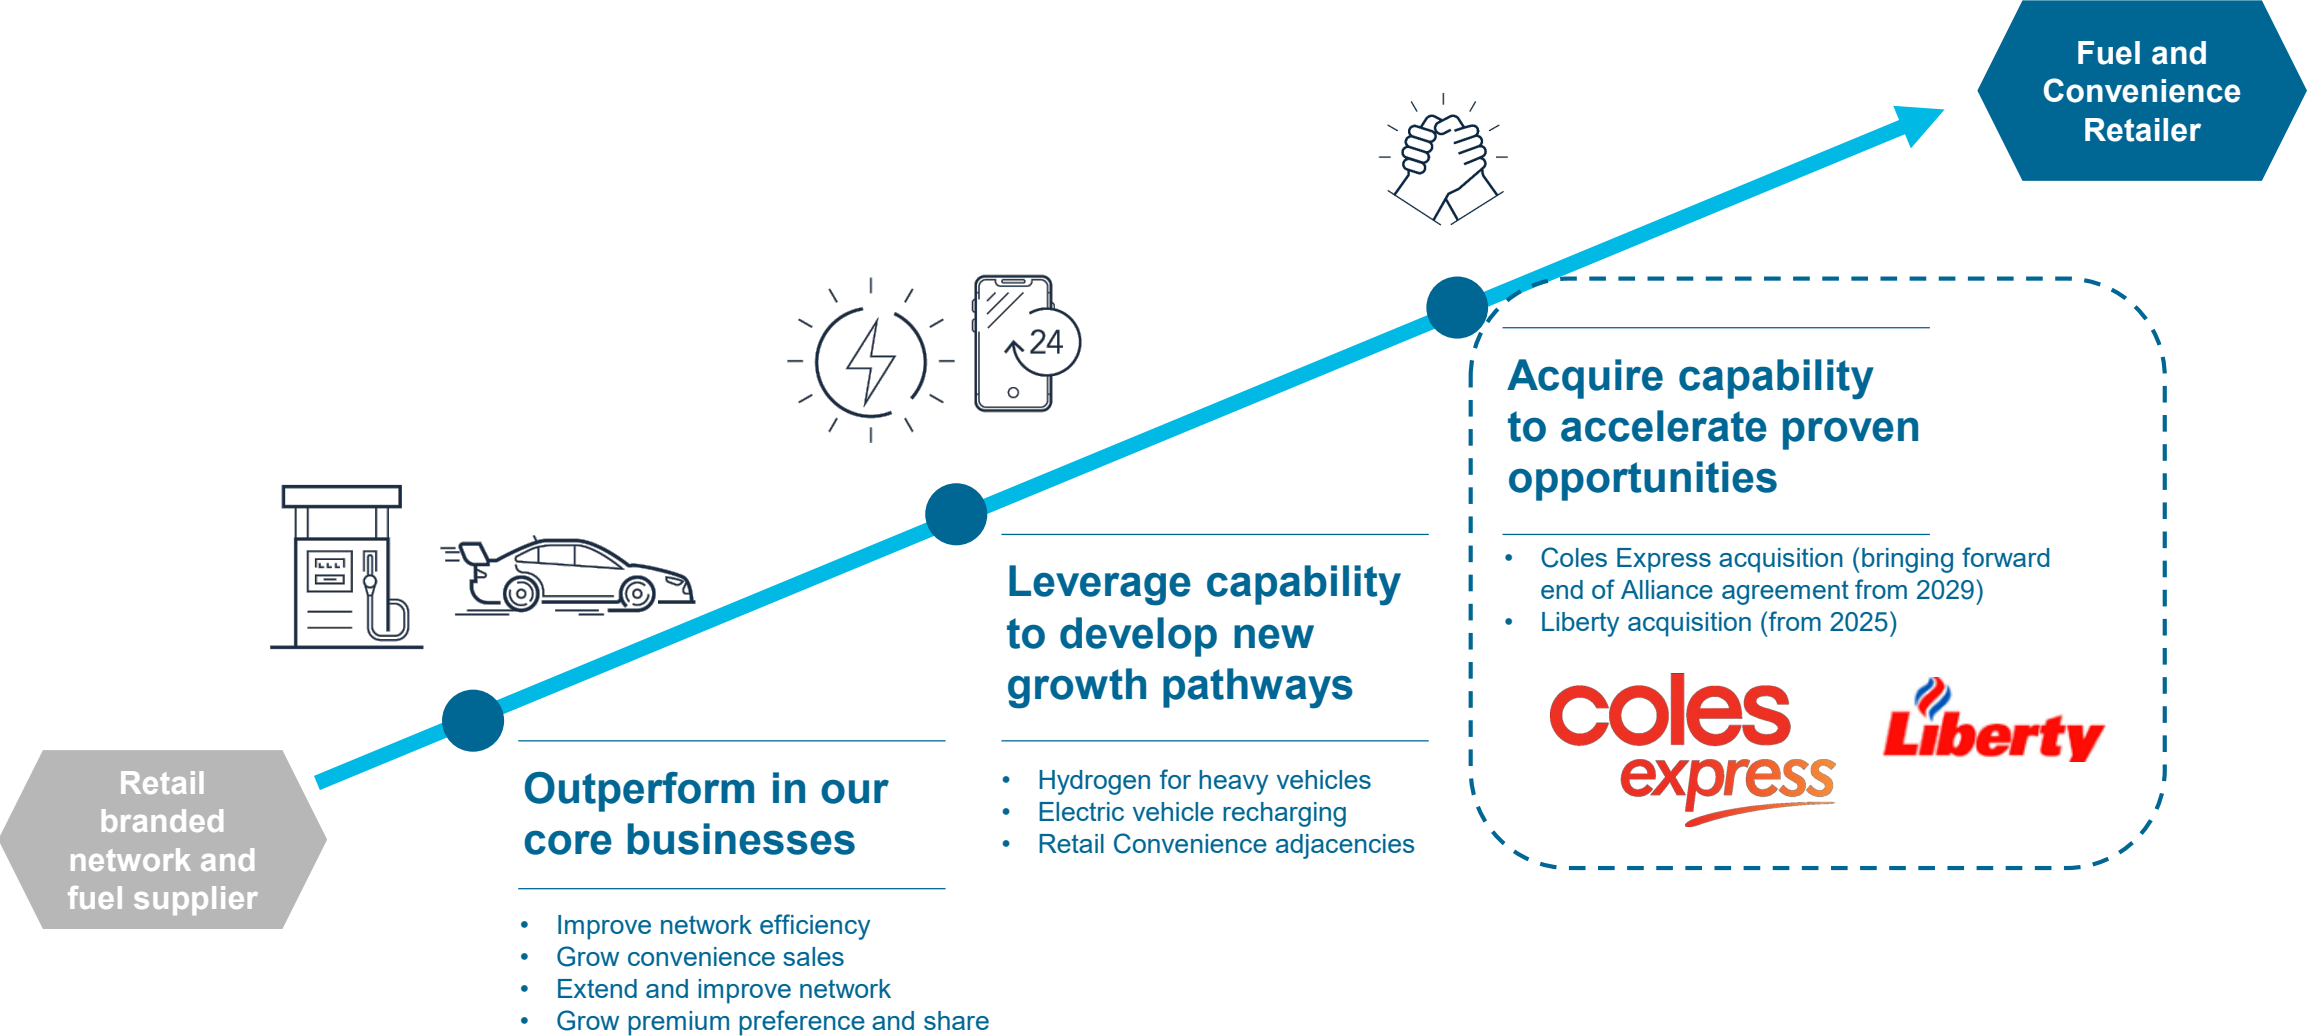 Fuel and
Convenience
Retailer
24
Acquire capability
to accelerate proven
opportunities
• Coles Express acquisition (bringing forward
end of Alliance agreement from 2029)
• Liberty acquisition (from 2025)
coles
express
Liberty
Leverage capability
to develop new
growth pathways
• Hydrogen for heavy vehicles
• Electric vehicle recharging
• Retail Convenience adjacencies
Retail
branded
network and
fuel supplier
Outperform in our
core businesses
• Improve network efficiency
• Grow convenience sales
• Extend and improve network
• Grow premium preference and share